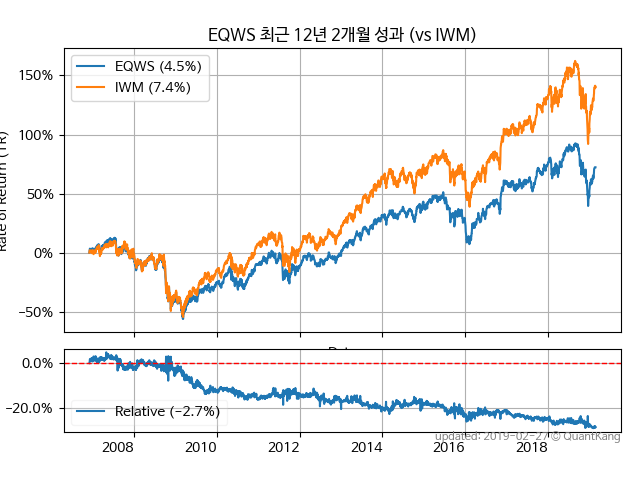 EQWS 최근 12년 2개월 성과 (vs IWM)
EQWS (4.5%)
IWM (7.4%)
150%
100%
50%
0%
−50%
Rate of Return (TR)
0.0%
−20.0%
Relative (−2.7%)
2008
2010
2012
2014
2016
2018
updated: 2019-02-27 © QuantKang